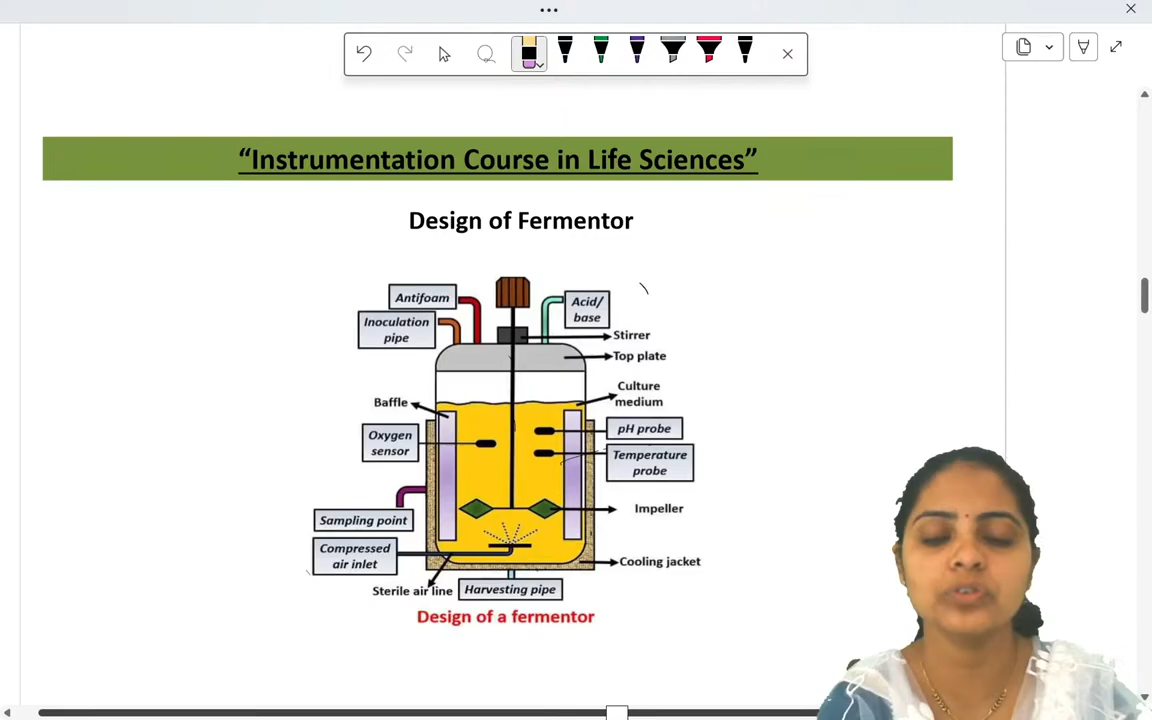 “Instrumentation Course in Life Sciences”
Design of Fermentor
Antifoam
Acid/
base
Inoculation
pipe
Stirrer
Top plate
Culture
medium
Baffle
pH probe
Oxygen
sensor
Temperature
probe
Impeller
Sampling point
Compressed
air inlet
Cooling jacket
Sterile air line
Harvesting pipe
Design of a fermentor